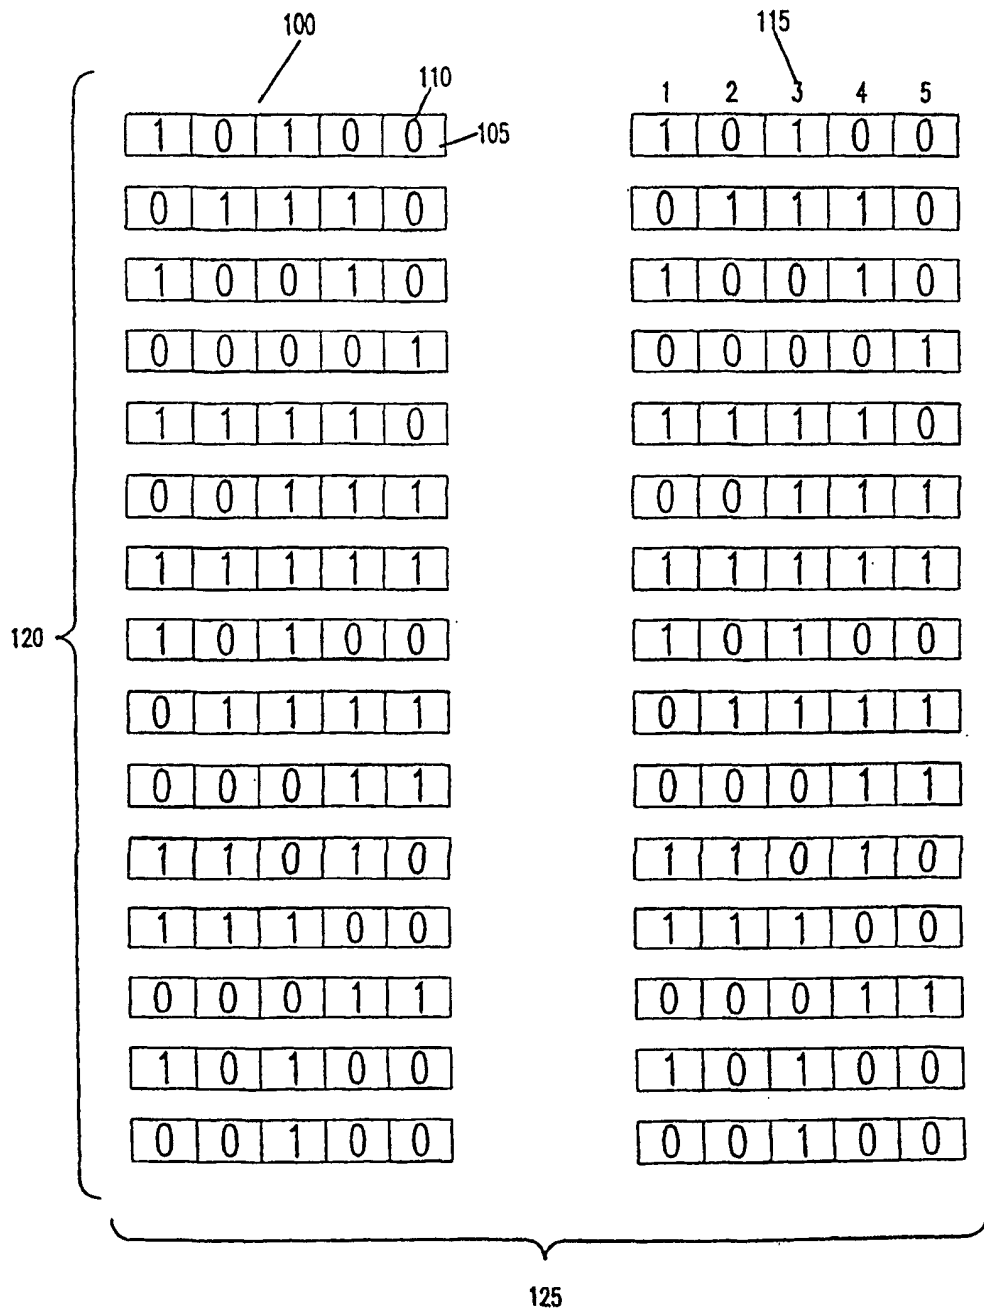 100 115
110
1 2 3 4 5
1 0 1 0 0 105 1 0 1 0 0
0 1 1 1 0 0 1 1 1 0
1 0 0 1 0 1 0 0 1 0
0 0 0 0 1 0 0 0 0 1
1 1 1 1 0 1 1 1 1 0
0 0 1 1 1 0 0 1 1 1
1 1 1 1 1 1 1 1 1 1
120 1 0 1 0 0 1 0 1 0 0
0 1 1 1 1 0 1 1 1 1
0 0 0 1 1 0 0 0 1 1
1 1 0 1 0 1 1 0 1 0
1 1 1 0 0 1 1 1 0 0
0 0 0 1 1 0 0 0 1 1
1 0 1 0 0 1 0 1 0 0
0 0 1 0 0 0 0 1 0 0
125